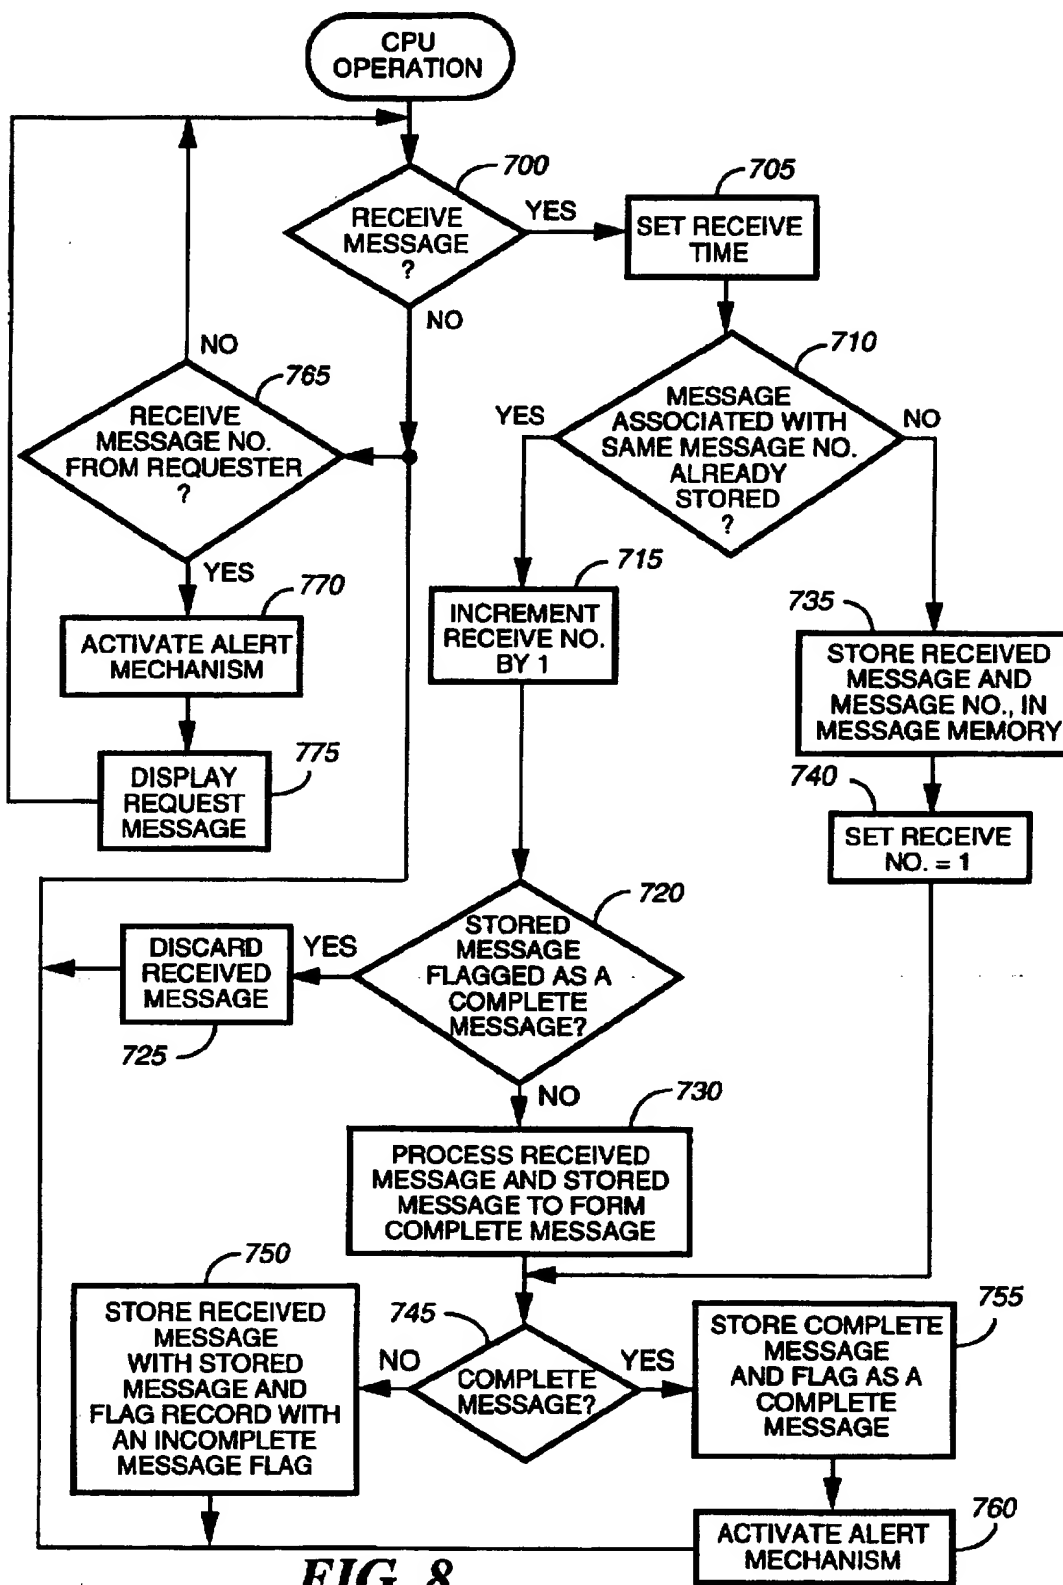 CPU
OPERATION
700
RECEIVE
MESSAGE
?
YES
NO
705
SET RECEIVE
TIME
710
MESSAGE
ASSOCIATED WITH
SAME MESSAGE NO.
ALREADY
STORED
?
YES
NO
NO
765
RECEIVE
MESSAGE NO.
FROM REQUESTER
?
YES
770
ACTIVATE ALERT
MECHANISM
775
DISPLAY
REQUEST
MESSAGE
715
INCREMENT
RECEIVE NO.
BY 1
735
STORE RECEIVED
MESSAGE AND
MESSAGE NO., IN
MESSAGE MEMORY
740
SET RECEIVE
NO. = 1
720
STORED
MESSAGE
FLAGGED AS A
COMPLETE
MESSAGE?
YES
NO
DISCARD
RECEIVED
MESSAGE
725
730
PROCESS RECEIVED
MESSAGE AND STORED
MESSAGE TO FORM
COMPLETE MESSAGE
745
COMPLETE
MESSAGE?
NO
YES
750
STORE RECEIVED
MESSAGE
WITH STORED
MESSAGE AND
FLAG RECORD WITH
AN INCOMPLETE
MESSAGE FLAG
755
STORE COMPLETE
MESSAGE
AND FLAG AS A
COMPLETE
MESSAGE
760
ACTIVATE ALERT
MECHANISM
FIG. 8